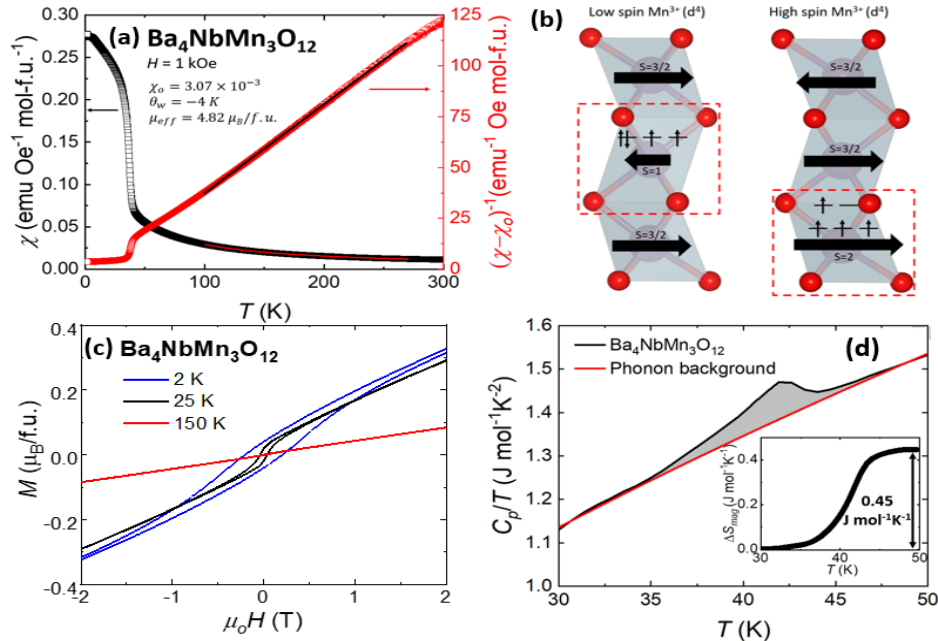 (a) Ba₄NbMn₃O₁₂
H = 1 kOe
χₒ = 3.07 × 10⁻³
θ_w = −4 K
μ_eff = 4.82 μ_B/f.u.
χ (emu Oe⁻¹ mol-f.u.⁻¹)
0.30
0.25
0.20
0.15
0.10
0.05
0.00
(χ−χₒ)⁻¹(emu⁻¹ Oe mol-f.u.)
125
100
75
50
25
0
0 100 200 300
T (K)
(b)
Low spin Mn³⁺ (d⁴)
S=3/2
S=1
S=3/2
High spin Mn³⁺ (d⁴)
S=3/2
S=3/2
S=2
(c) Ba₄NbMn₃O₁₂
2 K
25 K
150 K
M (μ_B/f.u.)
0.4
0.2
0.0
-0.2
-0.4
-2 -1 0 1 2
μₒH (T)
(d)
Ba₄NbMn₃O₁₂
Phonon background
C_p/T (J mol⁻¹K⁻²)
1.6
1.5
1.4
1.3
1.2
1.1
1.0
30 35 40 45 50
T (K)
ΔS_mag (J mol⁻¹K⁻¹)
0.4
0.2
0.0
0.45
J mol⁻¹K⁻¹
30 40 50
T (K)